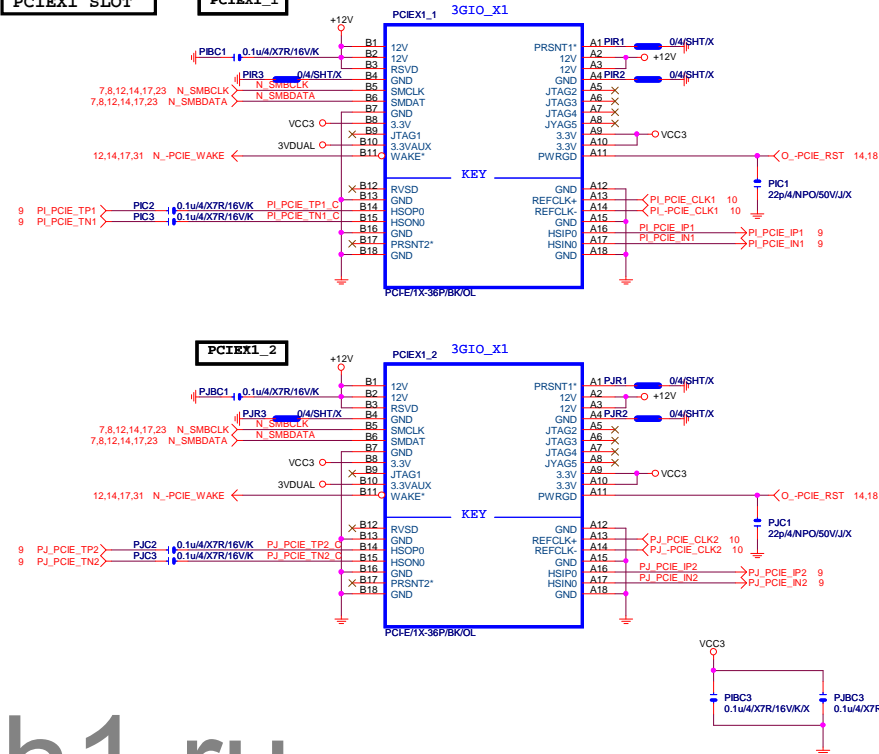 PCIEX1 SLOT
PCIEX1_1
3GIO_X1
+12V
PCIEX1_1
PIBC1 0.1u/4/X7R/16V/K
PIR3 0/4/SHT/X
7,8,12,14,17,23 N_SMBCLK N_SMBCLK
7,8,12,14,17,23 N_SMBDATA N_SMBDATA
VCC3
3VDUAL
12,14,17,31 N_-PCIE_WAKE
9 PI_PCIE_TP1 PIC2 0.1u/4/X7R/16V/K PI_PCIE_TP1_C
9 PI_PCIE_TN1 PIC3 0.1u/4/X7R/16V/K PI_PCIE_TN1_C
B1 12V PRSNT1* A1 PIR1 0/4/SHT/X
B2 12V 12V A2 +12V
B3 RSVD 12V A3
B4 GND GND A4 PIR2 0/4/SHT/X
B5 SMCLK JTAG2 A5
B6 SMDAT JTAG3 A6
B7 GND JTAG4 A7
B8 3.3V JYAG5 A8
B9 JTAG1 3.3V A9 VCC3
B10 3.3VAUX 3.3V A10
B11 WAKE* PWRGD A11 O_-PCIE_RST 14,18
KEY
PIC1
22p/4/NPO/50V/J/X
B12 RVSD GND A12
B13 GND REFCLK+ A13 PI_PCIE_CLK1 10
B14 HSOP0 REFCLK- A14 PI_-PCIE_CLK1 10
B15 HSON0 GND A15
B16 GND HSIP0 A16 PI_PCIE_IP1 PI_PCIE_IP1 9
B17 PRSNT2* HSIN0 A17 PI_PCIE_IN1 PI_PCIE_IN1 9
B18 GND GND A18
PCI-E/1X-36P/BK/OL
PCIEX1_2
3GIO_X1
+12V
PCIEX1_2
PJBC1 0.1u/4/X7R/16V/K
PJR3 0/4/SHT/X
7,8,12,14,17,23 N_SMBCLK N_SMBCLK
7,8,12,14,17,23 N_SMBDATA N_SMBDATA
VCC3
3VDUAL
12,14,17,31 N_-PCIE_WAKE
9 PJ_PCIE_TP2 PJC2 0.1u/4/X7R/16V/K PJ_PCIE_TP2_C
9 PJ_PCIE_TN2 PJC3 0.1u/4/X7R/16V/K PJ_PCIE_TN2_C
B1 12V PRSNT1* A1 PJR1 0/4/SHT/X
B2 12V 12V A2 +12V
B3 RSVD 12V A3
B4 GND GND A4 PJR2 0/4/SHT/X
B5 SMCLK JTAG2 A5
B6 SMDAT JTAG3 A6
B7 GND JTAG4 A7
B8 3.3V JYAG5 A8
B9 JTAG1 3.3V A9 VCC3
B10 3.3VAUX 3.3V A10
B11 WAKE* PWRGD A11 O_-PCIE_RST 14,18
KEY
PJC1
22p/4/NPO/50V/J/X
B12 RVSD GND A12
B13 GND REFCLK+ A13 PJ_PCIE_CLK2 10
B14 HSOP0 REFCLK- A14 PJ_-PCIE_CLK2 10
B15 HSON0 GND A15
B16 GND HSIP0 A16 PJ_PCIE_IP2 PJ_PCIE_IP2 9
B17 PRSNT2* HSIN0 A17 PJ_PCIE_IN2 PJ_PCIE_IN2 9
B18 GND GND A18
PCI-E/1X-36P/BK/OL
VCC3
PIBC3 PJBC3
0.1u/4/X7R/16V/K/X 0.1u/4/X7R
b1.ru